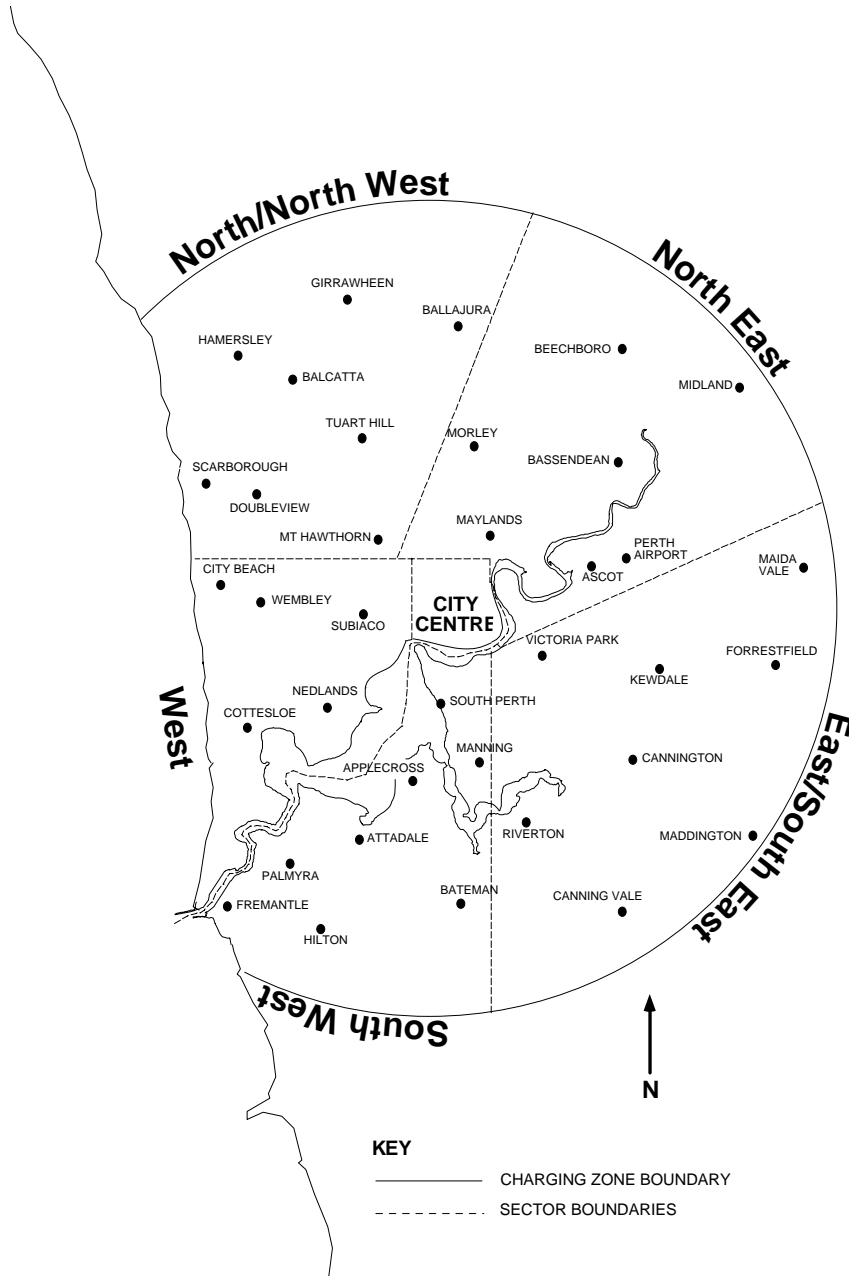 North/North West
North East
GIRRAWHEEN
BALLAJURA
HAMERSLEY
BEECHBORO
BALCATTA
MIDLAND
TUART HILL
MORLEY
BASSENDEAN
SCARBOROUGH
DOUBLEVIEW
MAYLANDS
MT HAWTHORN
PERTH
AIRPORT
MAIDA
VALE
ASCOT
CITY BEACH
WEMBLEY
CITY
CENTRE
SUBIACO
VICTORIA PARK
FORRESTFIELD
KEWDALE
NEDLANDS
SOUTH PERTH
COTTESLOE
West
East/South East
MANNING
CANNINGTON
APPLECROSS
RIVERTON
MADDINGTON
ATTADALE
PALMYRA
BATEMAN
CANNING VALE
FREMANTLE
HILTON
South West
N
KEY
CHARGING ZONE BOUNDARY
SECTOR BOUNDARIES